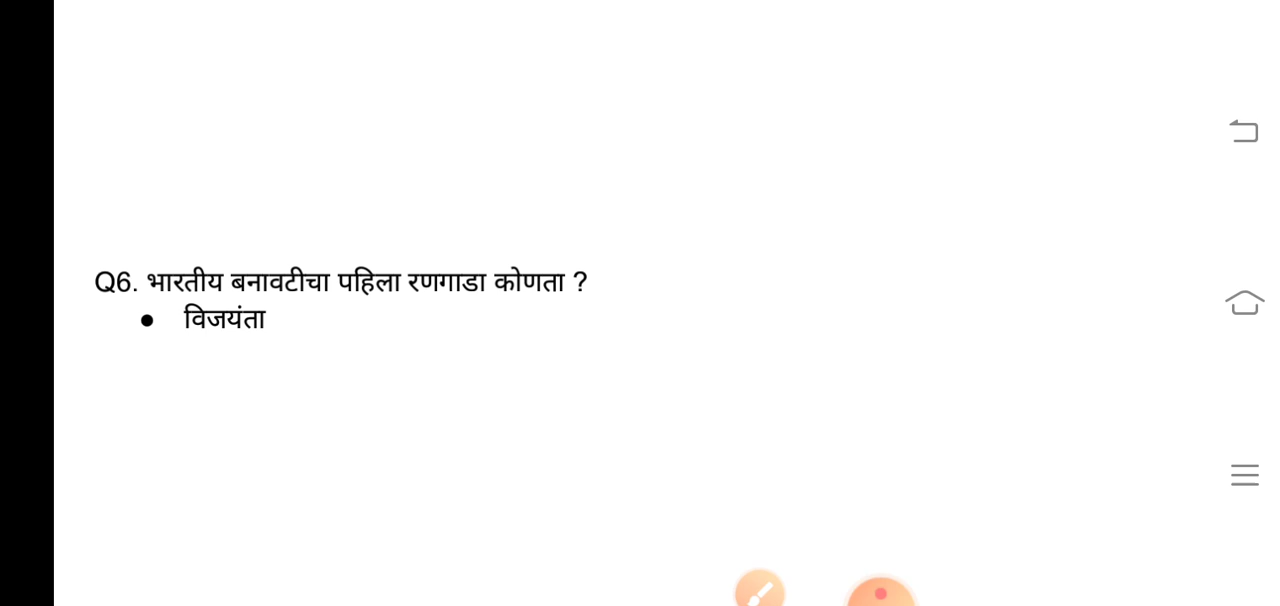 Q6. भारतीय बनावटीचा पहिला रणगाडा कोणता ?
● विजयंता